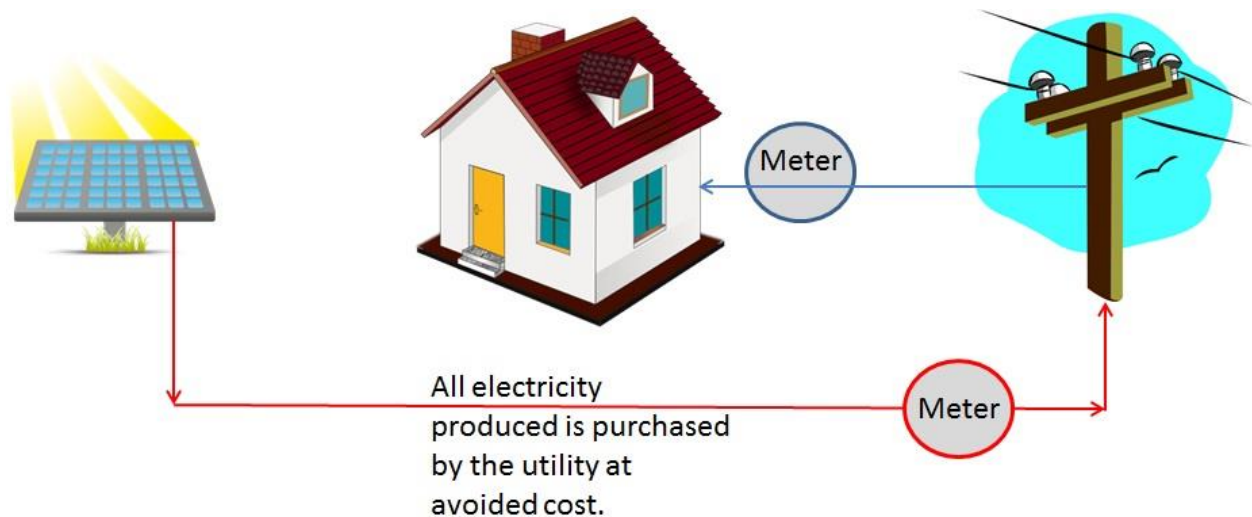 Meter
All electricity
produced is purchased
by the utility at
avoided cost.
Meter